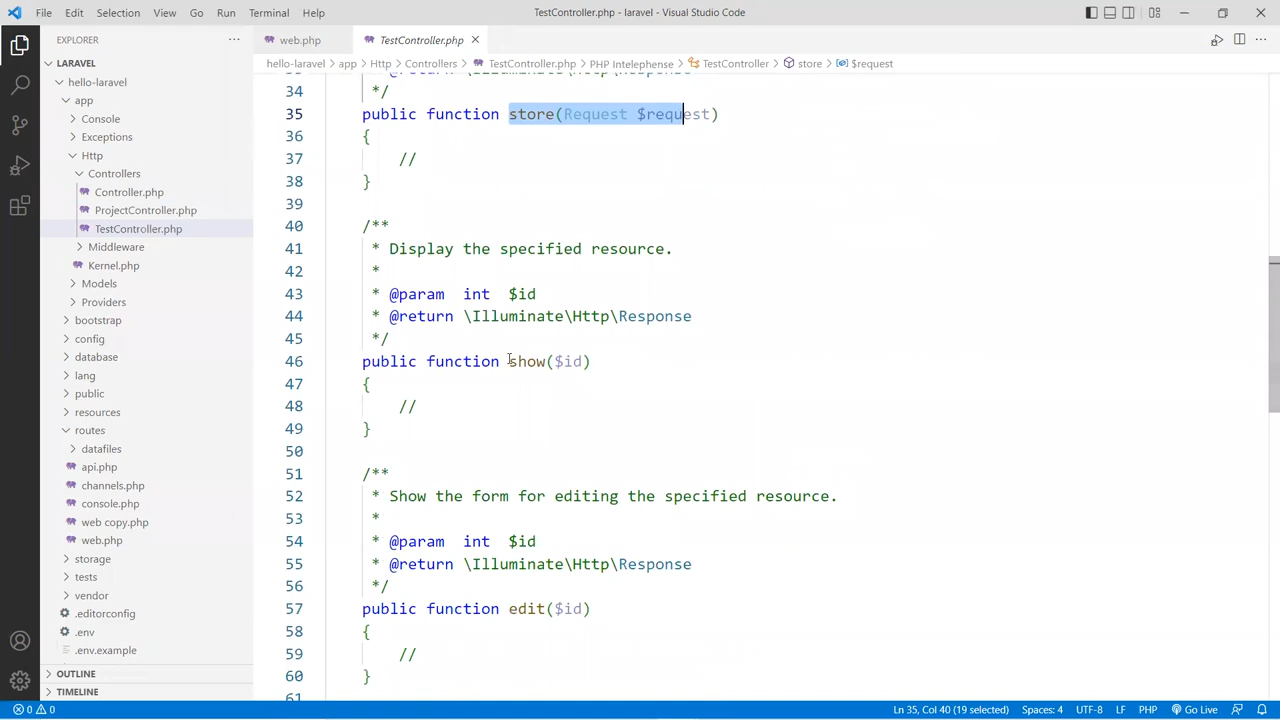 File Edit Selection View Go Run Terminal Help TestController.php - laravel - Visual Studio Code
EXPLORER
LARAVEL
hello-laravel
app
Console
Exceptions
Http
Controllers
Controller.php
ProjectController.php
TestController.php
Middleware
Kernel.php
Models
Providers
bootstrap
config
database
lang
public
resources
routes
datafiles
api.php
channels.php
console.php
web copy.php
web.php
storage
tests
vendor
.editorconfig
.env
.env.example
OUTLINE
TIMELINE
web.php TestController.php
hello-laravel > app > Http > Controllers > TestController.php > PHP Intelephense > TestController > store > $request
33 * @return \Illuminate\Http\Response
34 */
35 public function store(Request $request)
36 {
37 //
38 }
39
40 /**
41 * Display the specified resource.
42 *
43 * @param int $id
44 * @return \Illuminate\Http\Response
45 */
46 public function show($id)
47 {
48 //
49 }
50
51 /**
52 * Show the form for editing the specified resource.
53 *
54 * @param int $id
55 * @return \Illuminate\Http\Response
56 */
57 public function edit($id)
58 {
59 //
60 }
61
0 0 Ln 35, Col 40 (19 selected) Spaces: 4 UTF-8 LF PHP Go Live